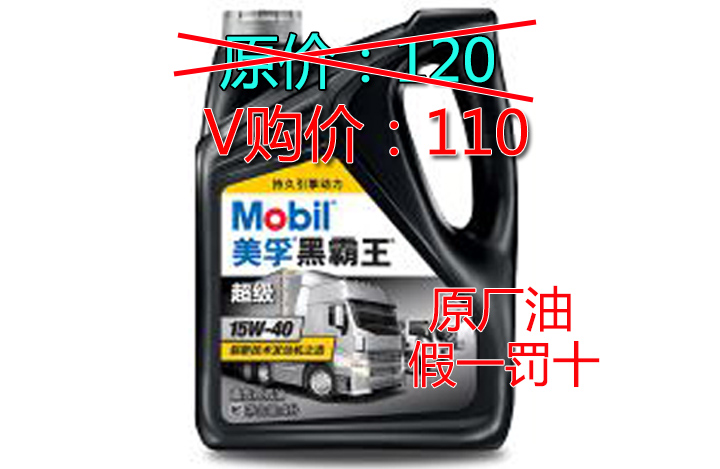 原价：120
V购价：110
持久引擎动力
Mobil
美孚黑霸王
超级
15W-40
原厂油
假一罚十